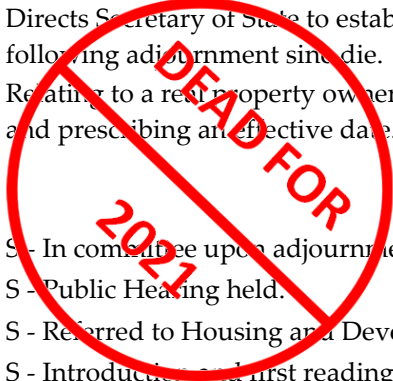 Directs Secretary of State to estab
following adjournment sine die.
Relating to a real property owner
and prescribing an effective date.
DEAD FOR
2021
S - In committee upon adjournme
S - Public Hearing held.
S - Referred to Housing and Deve
S - Introduction and first reading